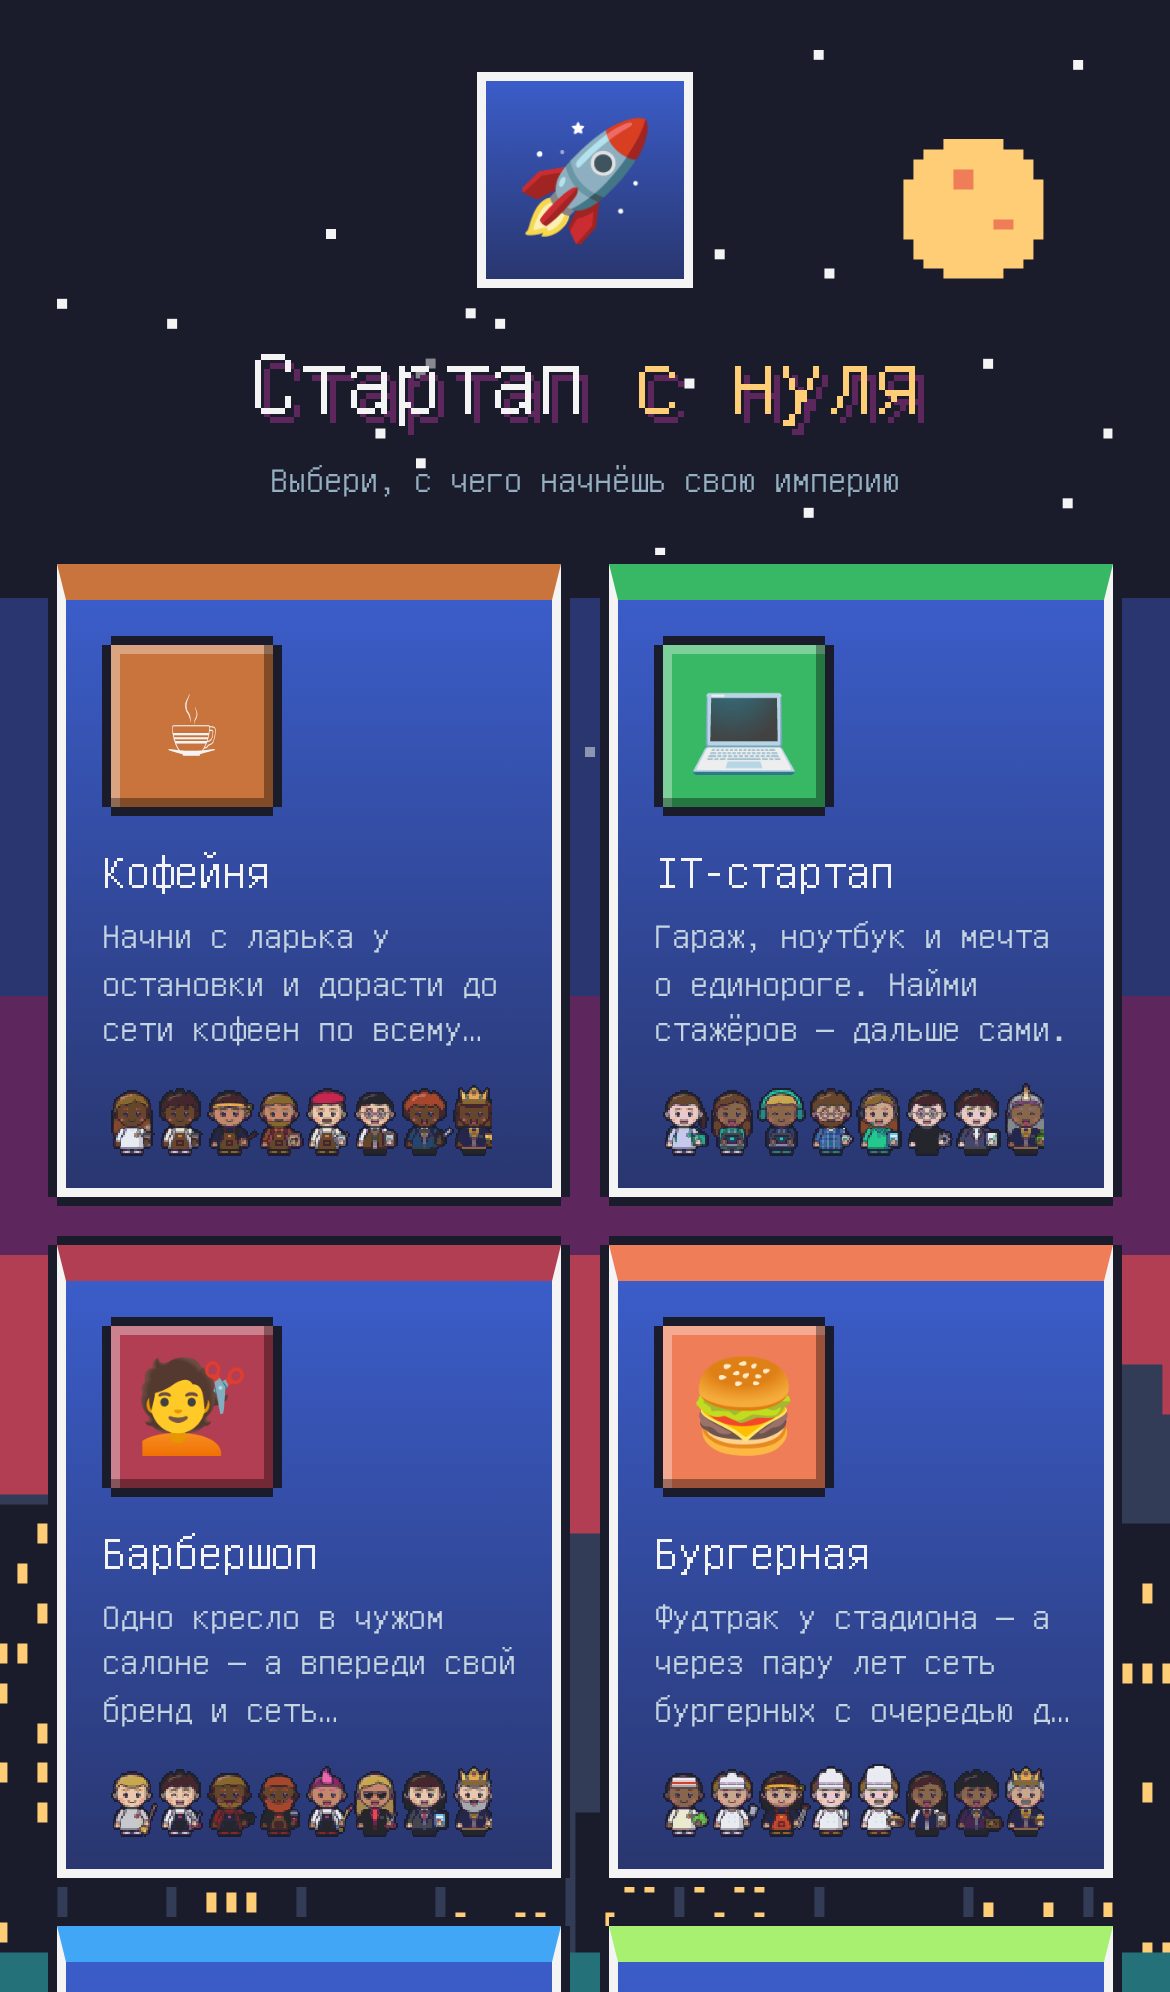 Стартап с нуля
Выбери, с чего начнёшь свою империю
Кофейня
Начни с ларька у
остановки и дорасти до
сети кофеен по всему…
IT-стартап
Гараж, ноутбук и мечта
о единороге. Найми
стажёров — дальше сами.
Барбершоп
Одно кресло в чужом
салоне — а впереди свой
бренд и сеть…
Бургерная
Фудтрак у стадиона — а
через пару лет сеть
бургерных с очередью д…